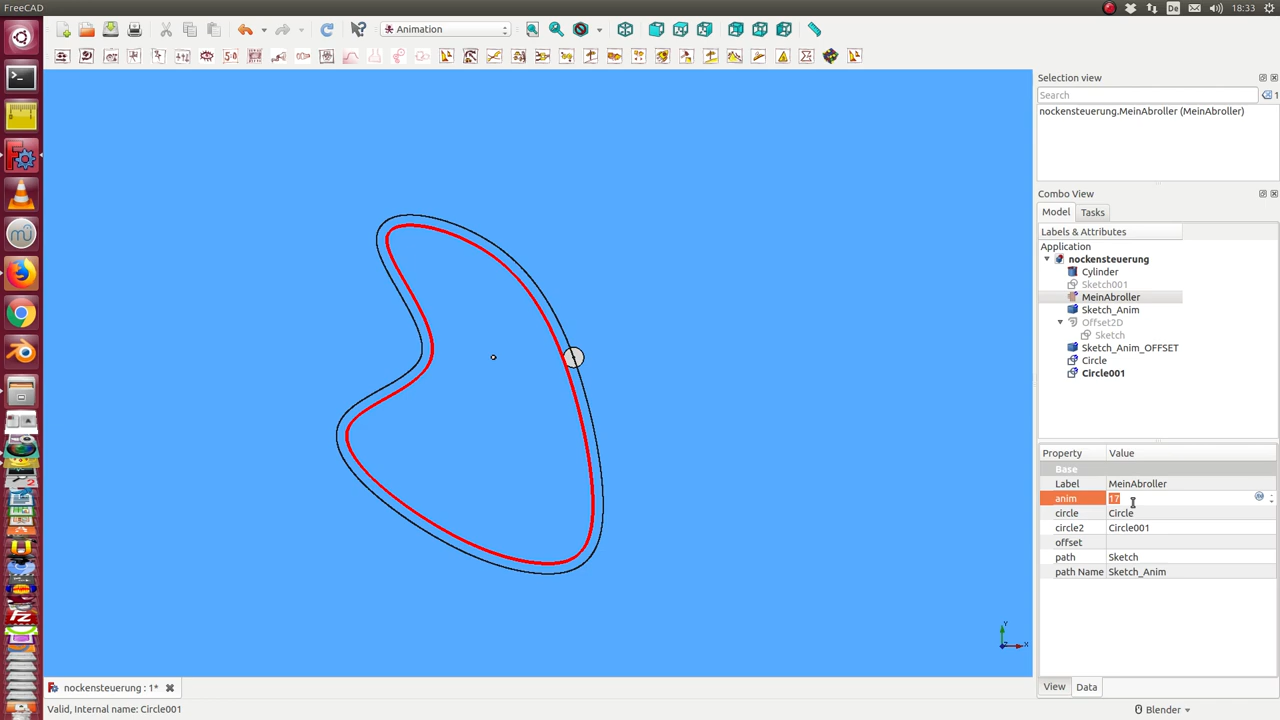 FreeCAD
De
18:33
Animation
Selection view
Search
1
nockensteuerung.MeinAbroller (MeinAbroller)
Combo View
Model
Tasks
Labels & Attributes
Application
nockensteuerung
Cylinder
Sketch001
MeinAbroller
Sketch_Anim
Offset2D
Sketch
Sketch_Anim_OFFSET
Circle
Circle001
Property
Value
Base
Label
MeinAbroller
anim
17
circle
Circle
circle2
Circle001
offset
path
Sketch
path Name
Sketch_Anim
Y
X
View
Data
nockensteuerung : 1*
Valid, Internal name: Circle001
Blender